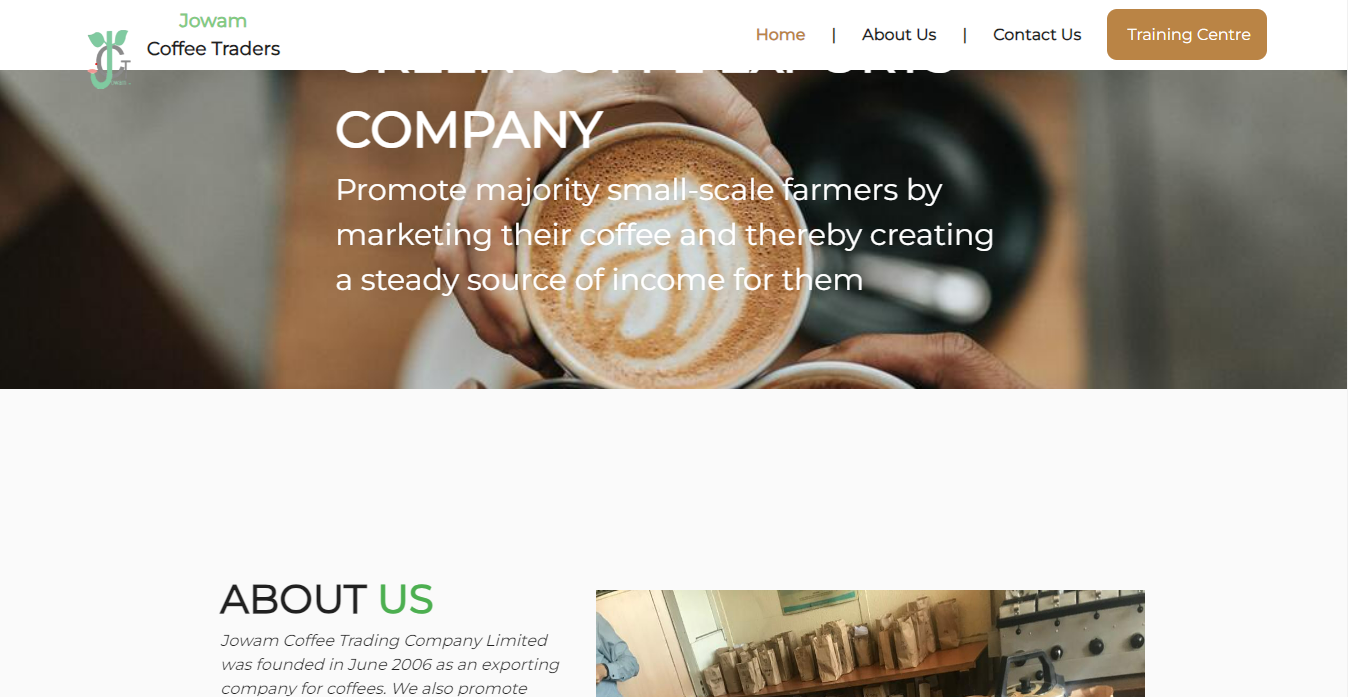 Jowam
Coffee Traders
Home | About Us | Contact Us Training Centre
COMPANY
Promote majority small-scale farmers by
marketing their coffee and thereby creating
a steady source of income for them
ABOUT US
Jowam Coffee Trading Company Limited
was founded in June 2006 as an exporting
company for coffees. We also promote